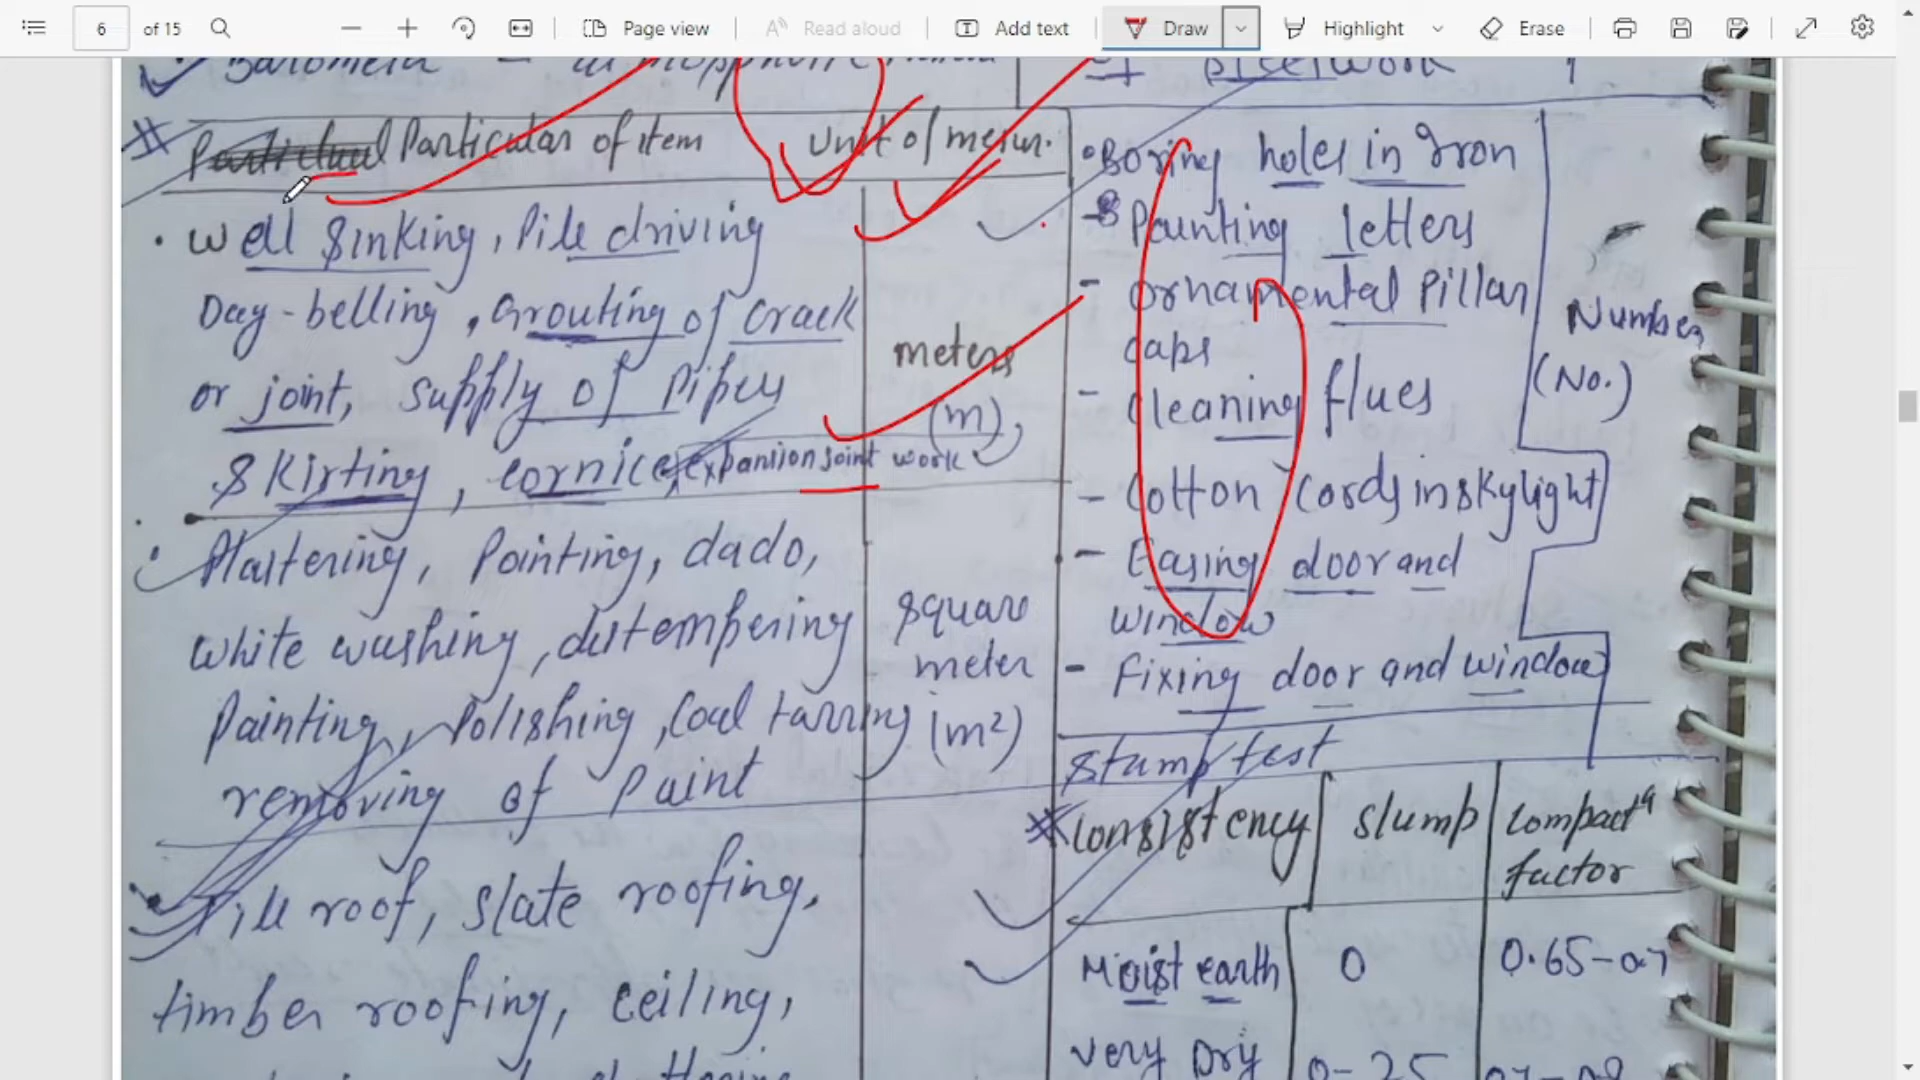 6 of 15 Page view Read aloud Add text Draw Highlight Erase
Barometer
Particular of item Unit of mesur.
• Well Sinking, Pile driving
Day-belling, Grouting of crack
or joint, supply of Pipes
Skirting, cornice, expansion joint work
meters
(m),
Plastering, Pointing, dado,
white washing, distempering
Painting, Polishing, Coal tarring
removing of Paint
square
meter
(m²)
Tile roof, slate roofing,
timber roofing, ceiling,
• Boring holes in Iron
- Painting letters
- Ornamental Pillar
caps
- Cleaning flues
- Cotton Cords in skylight
- Easing door and
window
- Fixing door and window
Number
(No.)
Slump test
Consistency Slump Compactn
factor
Moist earth 0 0.65-0.7
Very Dry 0-25